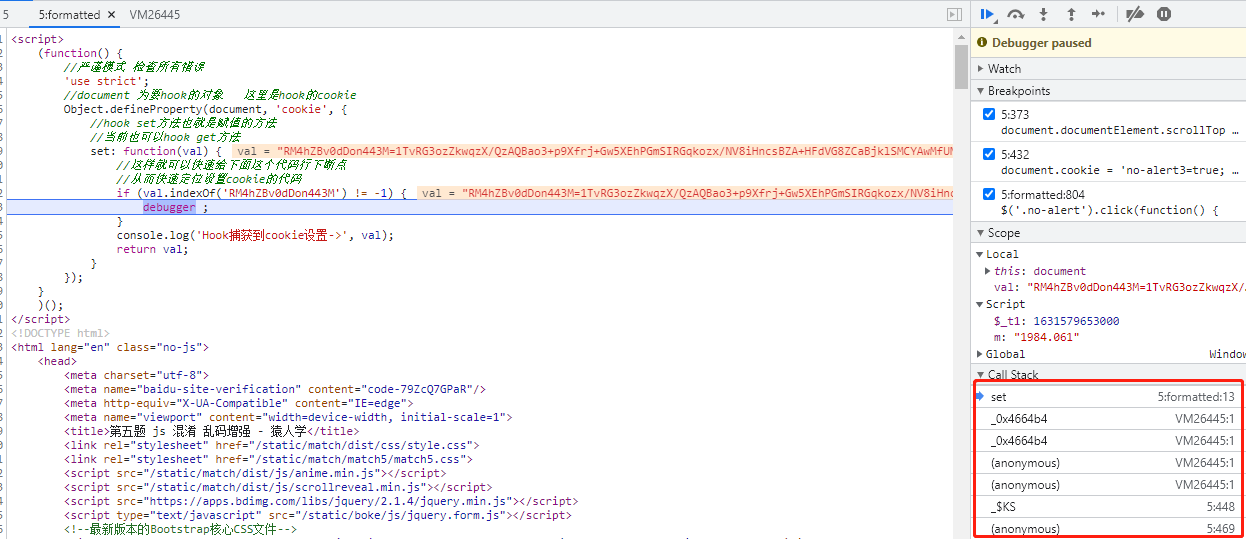 5 5:formatted × VM26445
<script>
(function() {
//严谨模式 检查所有错误
'use strict';
//document 为要hook的对象 这里是hook的cookie
Object.defineProperty(document, 'cookie', {
//hook set方法也就是赋值的方法
//当前也可以hook get方法
set: function(val) { val = "RM4hZBv0dDon443M=1TvRG3ozZkwqzX/QzAQBao3+p9Xfrj+Gw5XEhPGmSIRGqkozx/NV8iHncsBZA+HFdVG8ZCaBjklSMCYAwMfUM
//这样就可以快速给下面这个代码行下断点
//从而快速定位设置cookie的代码
if (val.indexOf('RM4hZBv0dDon443M') != -1) { val = "RM4hZBv0dDon443M=1TvRG3ozZkwqzX/QzAQBao3+p9Xfrj+Gw5XEhPGmSIRGqkozx/NV8iHnc
debugger ;
}
console.log('Hook捕获到cookie设置->', val);
return val;
}
});
}
)();
</script>
<!DOCTYPE html>
<html lang="en" class="no-js">
<head>
<meta charset="utf-8">
<meta name="baidu-site-verification" content="code-79ZcQ7GPaR"/>
<meta http-equiv="X-UA-Compatible" content="IE=edge">
<meta name="viewport" content="width=device-width, initial-scale=1">
<title>第五题 js 混淆 乱码增强 - 猿人学</title>
<link rel="stylesheet" href="/static/match/dist/css/style.css">
<link rel="stylesheet" href="/static/match/match5/match5.css">
<script src="/static/match/dist/js/anime.min.js"></script>
<script src="/static/match/dist/js/scrollreveal.min.js"></script>
<script src="https://apps.bdimg.com/libs/jquery/2.1.4/jquery.min.js"></script>
<script type="text/javascript" src="/static/boke/js/jquery.form.js"></script>
<!--最新版本的Bootstrap核心CSS文件-->
Debugger paused
Watch
Breakpoints
5:373
document.documentElement.scrollTop …
5:432
document.cookie = 'no-alert3=true; …
5:formatted:804
$('.no-alert').click(function() {
Scope
Local
this: document
val: "RM4hZBv0dDon443M=1TvRG3ozZkwqzX/
Script
$_t1: 1631579653000
m: "1984.061"
Global Window
Call Stack
set 5:formatted:13
_0x4664b4 VM26445:1
_0x4664b4 VM26445:1
(anonymous) VM26445:1
(anonymous) VM26445:1
_$KS 5:448
(anonymous) 5:469